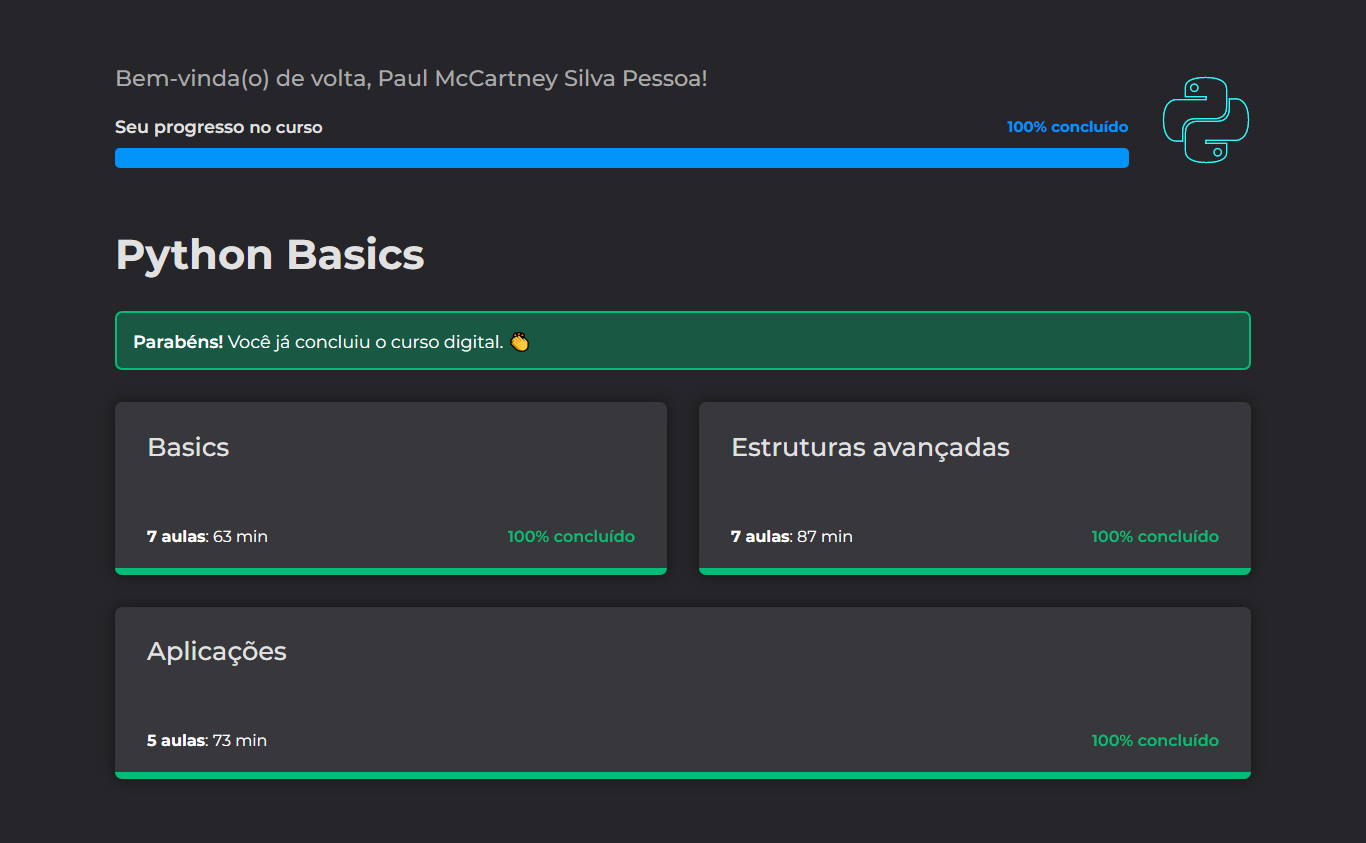 Bem-vinda(o) de volta, Paul McCartney Silva Pessoa!
Seu progresso no curso
100% concluído
Python Basics
Parabéns! Você já concluiu o curso digital. 👏
Basics
7 aulas: 63 min
100% concluído
Estruturas avançadas
7 aulas: 87 min
100% concluído
Aplicações
5 aulas: 73 min
100% concluído